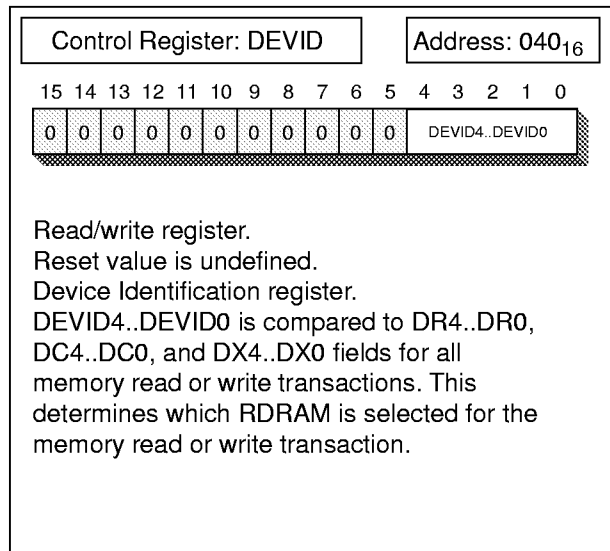 Control Register: DEVID Address: 040₁₆
15 14 13 12 11 10 9 8 7 6 5 4 3 2 1 0
0 0 0 0 0 0 0 0 0 0 0 DEVID4..DEVID0
Read/write register.
Reset value is undefined.
Device Identification register.
DEVID4..DEVID0 is compared to DR4..DR0,
DC4..DC0, and DX4..DX0 fields for all
memory read or write transactions. This
determines which RDRAM is selected for the
memory read or write transaction.